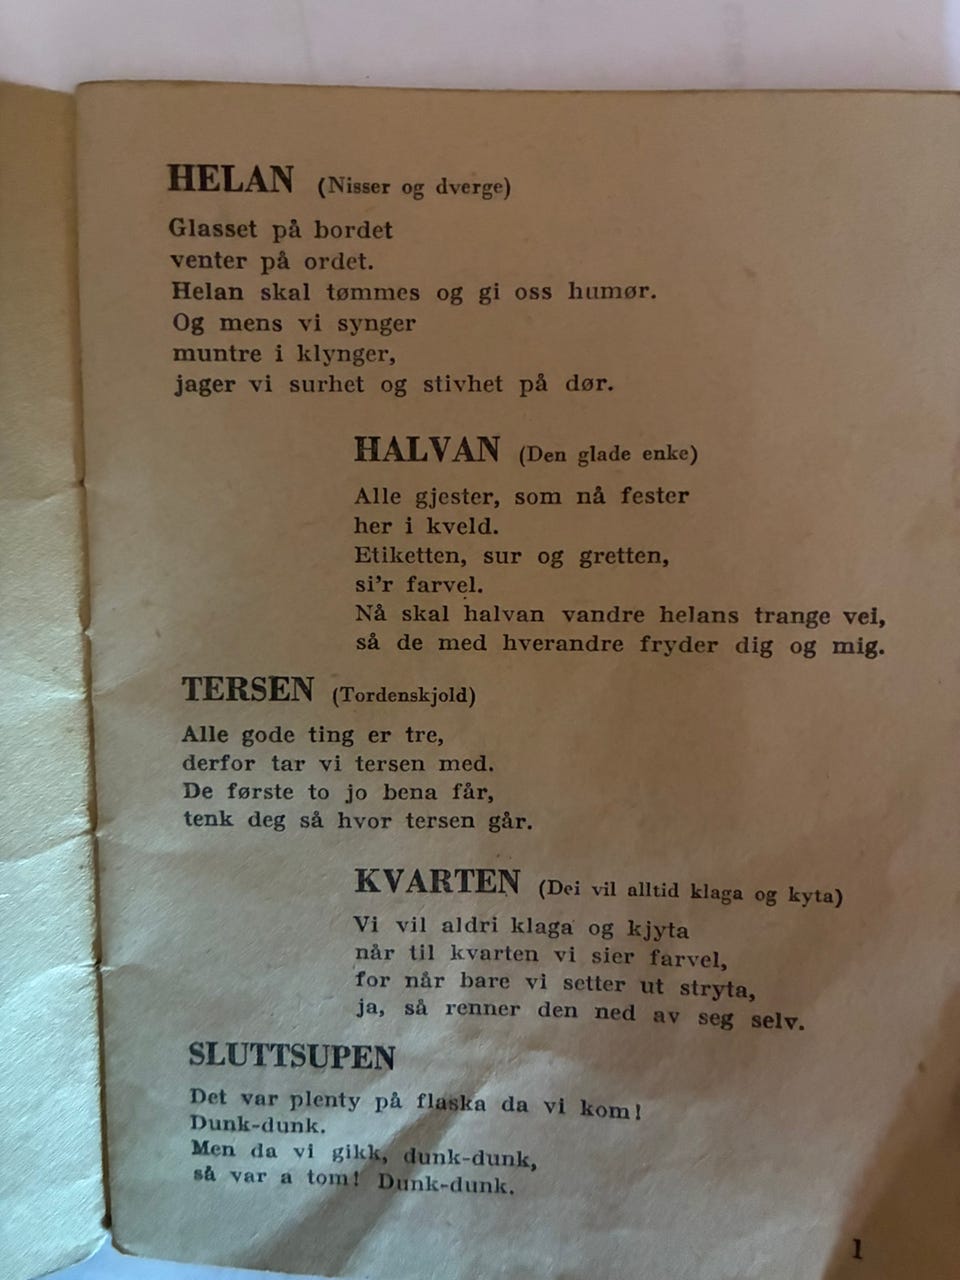 HELAN (Nisser og dverge)
Glasset på bordet
venter på ordet.
Helan skal tømmes og gi oss humør.
Og mens vi synger
muntre i klynger,
jager vi surhet og stivhet på dør.
HALVAN (Den glade enke)
Alle gjester, som nå fester
her i kveld.
Etiketten, sur og gretten,
si'r farvel.
Nå skal halvan vandre helans trange vei,
så de med hverandre fryder dig og mig.
TERSEN (Tordenskjold)
Alle gode ting er tre,
derfor tar vi tersen med.
De første to jo bena får,
tenk deg så hvor tersen går.
KVARTEN (Dei vil alltid klaga og kyta)
Vi vil aldri klaga og kjyta
når til kvarten vi sier farvel,
for når bare vi setter ut stryta,
ja, så renner den ned av seg selv.
SLUTTSUPEN
Det var plenty på flaska da vi kom!
Dunk-dunk.
Men da vi gikk, dunk-dunk,
så var a tom! Dunk-dunk.
1